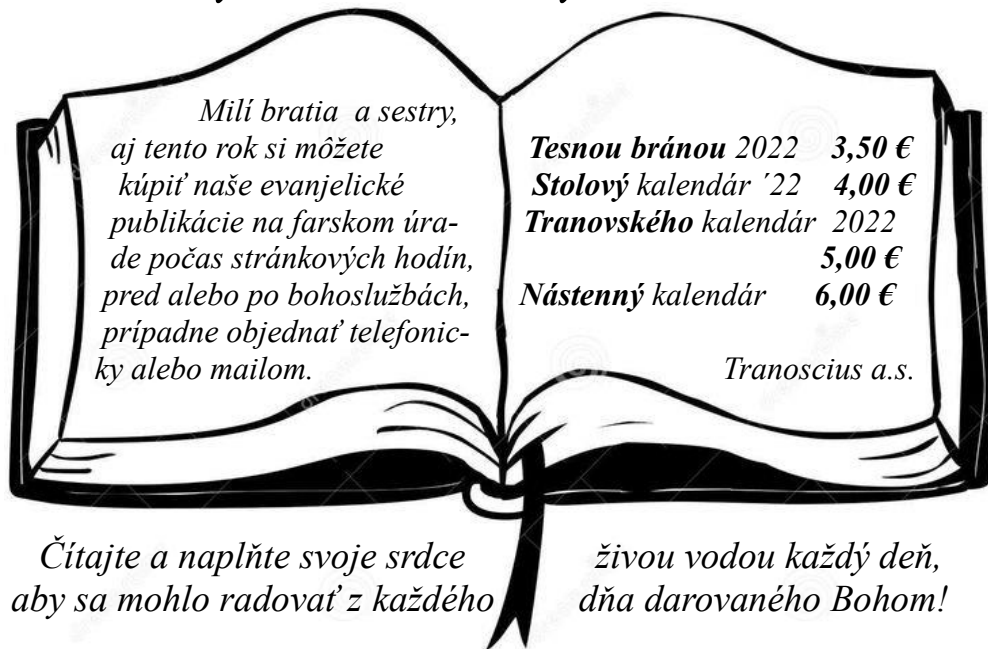 Milí bratia a sestry,
aj tento rok si môžete
kúpiť naše evanjelické
publikácie na farskom úra-
de počas stránkových hodín,
pred alebo po bohoslužbách,
prípadne objednať telefonic-
ky alebo mailom.
Tesnou bránou 2022 3,50 €
Stolový kalendár ´22 4,00 €
Tranovského kalendár 2022
5,00 €
Nástenný kalendár 6,00 €
Tranoscius a.s.
Čítajte a naplňte svoje srdce živou vodou každý deň,
aby sa mohlo radovať z každého dňa darovaného Bohom!